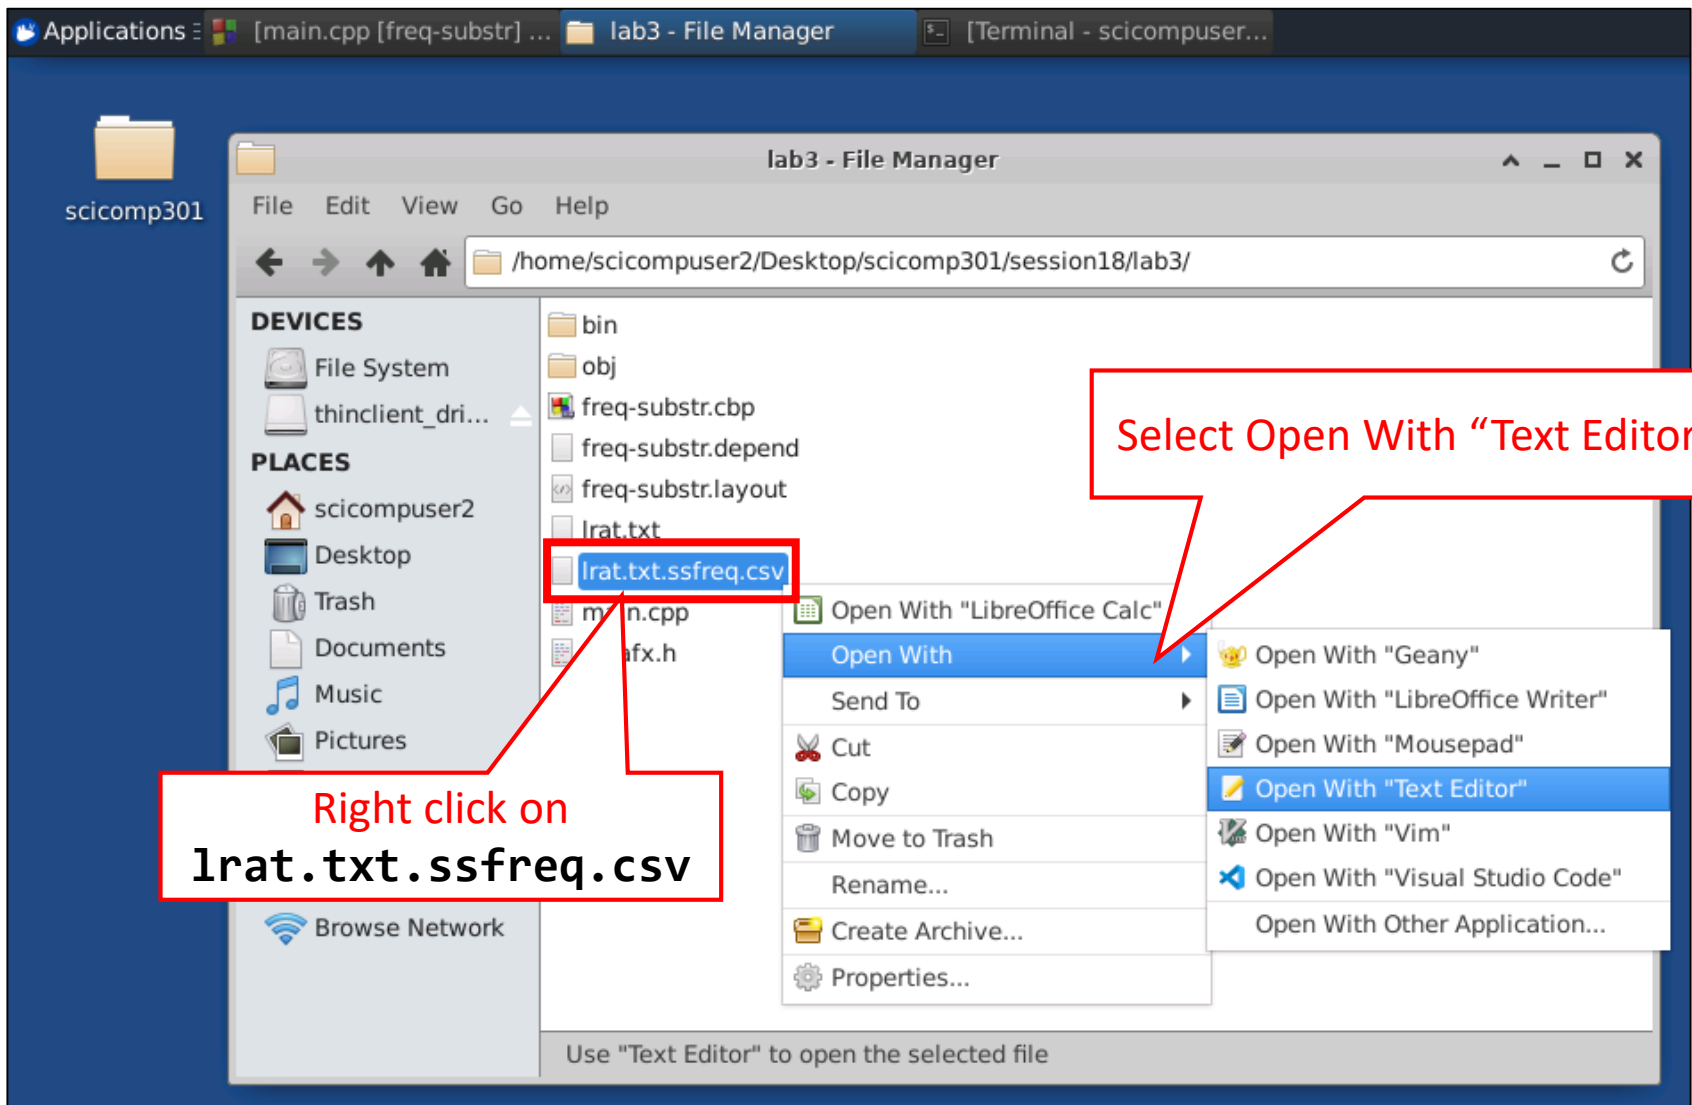 Applications
[main.cpp [freq-substr] ...
lab3 - File Manager
[Terminal - scicompuser...
scicomp301
lab3 - File Manager
File Edit View Go Help
/home/scicompuser2/Desktop/scicomp301/session18/lab3/
DEVICES
File System
thinclient_dri...
PLACES
scicompuser2
Desktop
Trash
Documents
Music
Pictures
Browse Network
bin
obj
freq-substr.cbp
freq-substr.depend
freq-substr.layout
lrat.txt
lrat.txt.ssfreq.csv
afx.h
Select Open With “Text Editor
Right click on
lrat.txt.ssfreq.csv
Open With "LibreOffice Calc"
Open With
Send To
Cut
Copy
Move to Trash
Rename...
Create Archive...
Properties...
Open With "Geany"
Open With "LibreOffice Writer"
Open With "Mousepad"
Open With "Text Editor"
Open With "Vim"
Open With "Visual Studio Code"
Open With Other Application...
Use "Text Editor" to open the selected file